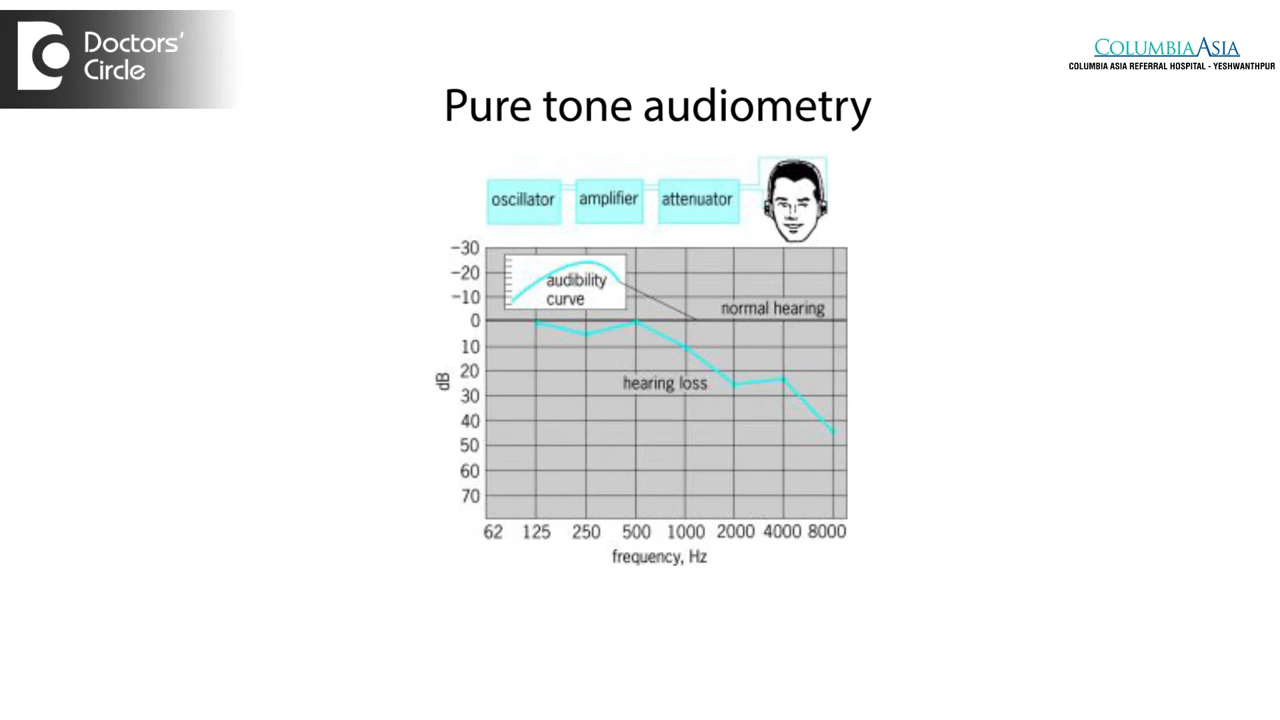 Doctors'
Circle
COLUMBIAASIA
COLUMBIA ASIA REFERRAL HOSPITAL - YESHWANTHPUR
Pure tone audiometry
oscillator amplifier attenuator
−30
−20
−10
0
10
20
30
40
50
60
70
dB
audibility
curve
normal hearing
hearing loss
62 125 250 500 1000 2000 4000 8000
frequency, Hz